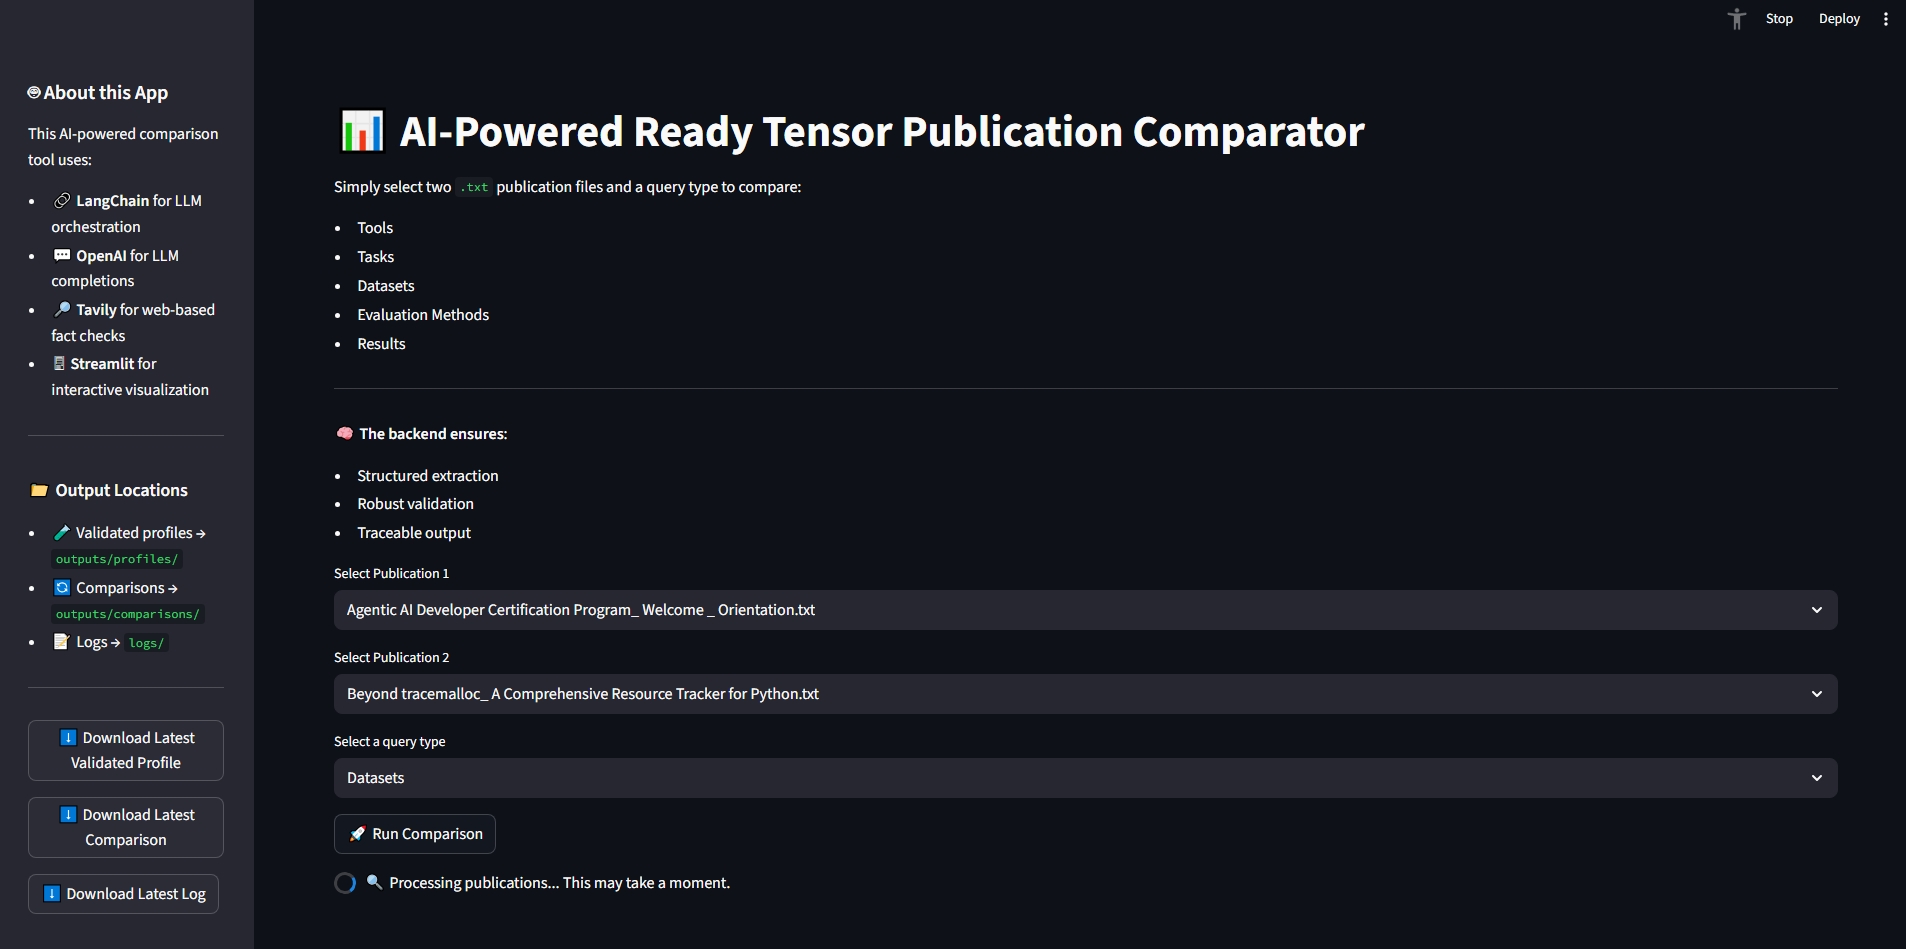 About this App
This AI-powered comparison
tool uses:
LangChain for LLM
orchestration
OpenAI for LLM
completions
Tavily for web-based
fact checks
Streamlit for
interactive visualization
Output Locations
Validated profiles →
outputs/profiles/
Comparisons →
outputs/comparisons/
Logs → logs/
Download Latest
Validated Profile
Download Latest
Comparison
Download Latest Log
Stop Deploy
AI-Powered Ready Tensor Publication Comparator
Simply select two .txt publication files and a query type to compare:
Tools
Tasks
Datasets
Evaluation Methods
Results
The backend ensures:
Structured extraction
Robust validation
Traceable output
Select Publication 1
Agentic AI Developer Certification Program_ Welcome _ Orientation.txt
Select Publication 2
Beyond tracemalloc_ A Comprehensive Resource Tracker for Python.txt
Select a query type
Datasets
Run Comparison
Processing publications... This may take a moment.